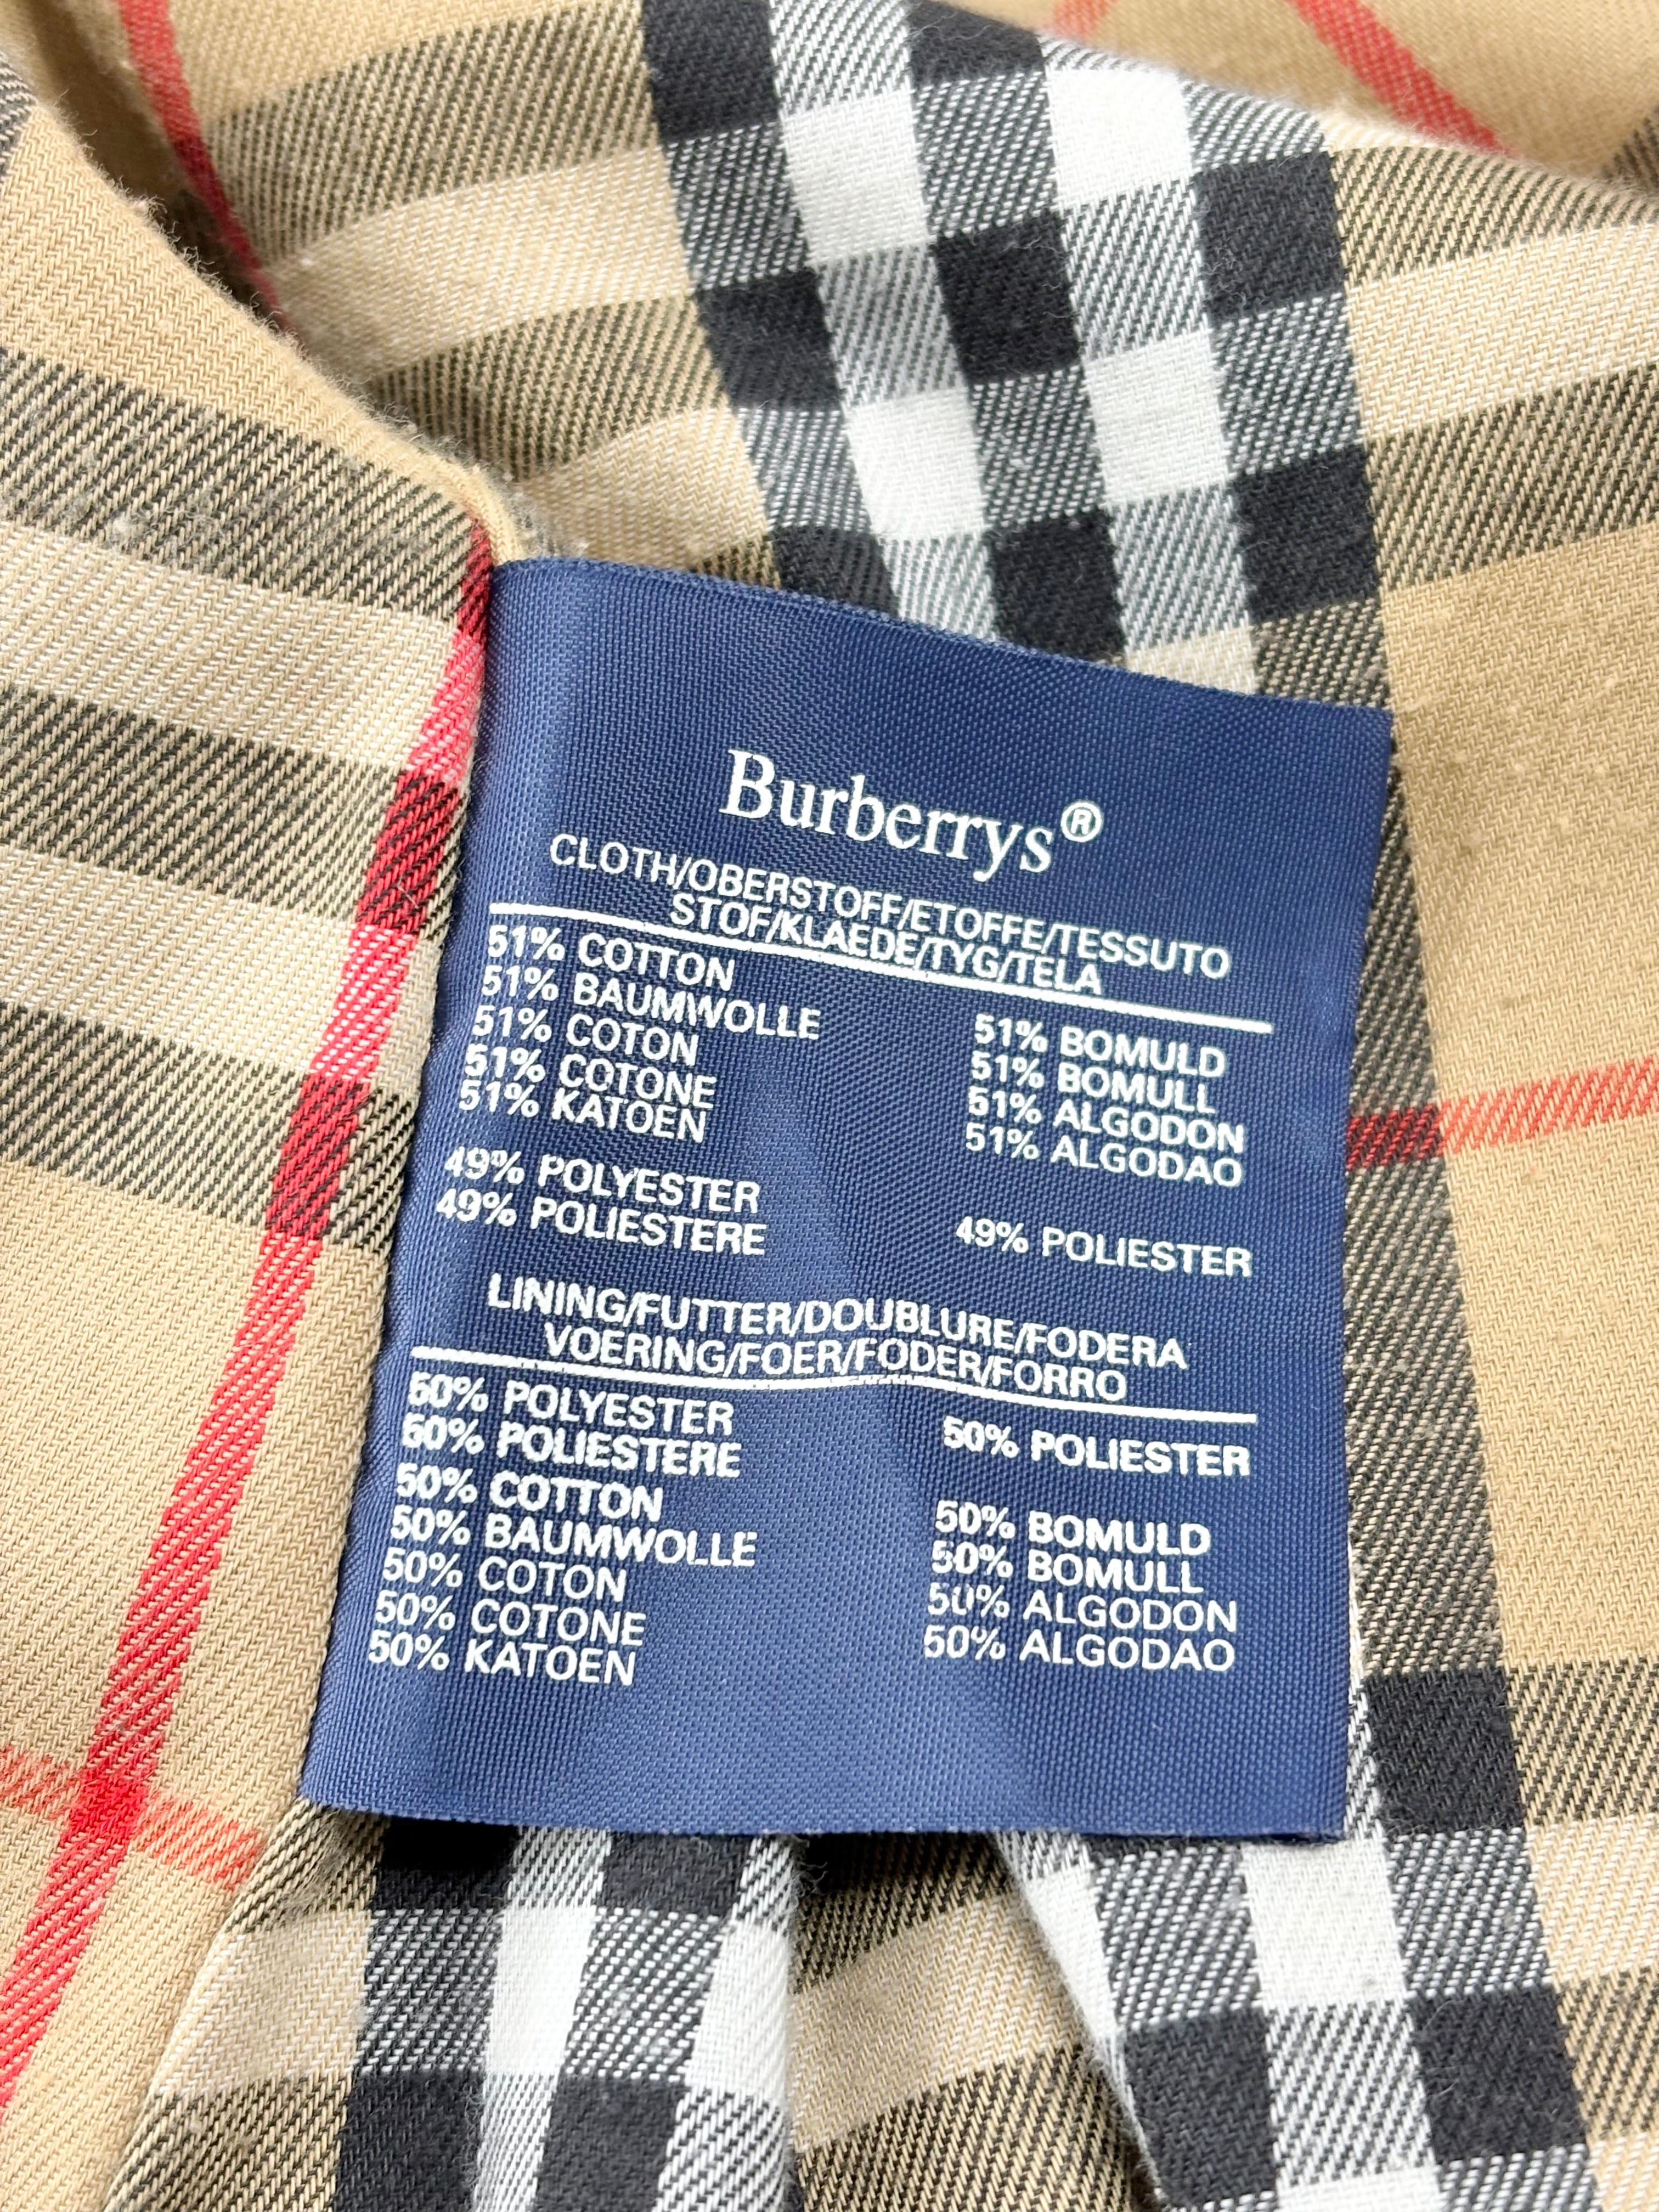 Burberrys®
CLOTH/OBERSTOFF/ETOFFE/TESSUTO
STOF/KLAEDE/TYG/TELA
51% COTTON
51% BAUMWOLLE
51% COTON
51% COTONE
51% KATOEN
51% BOMULD
51% BOMULL
51% ALGODON
51% ALGODAO
49% POLYESTER
49% POLIESTERE
49% POLIESTER
LINING/FUTTER/DOUBLURE/FODERA
VOERING/FOER/FODER/FORRO
50% POLYESTER
50% POLIESTERE
50% COTTON
50% BAUMWOLLE
50% COTON
50% COTONE
50% KATOEN
50% POLIESTER
50% BOMULD
50% BOMULL
50% ALGODON
50% ALGODAO